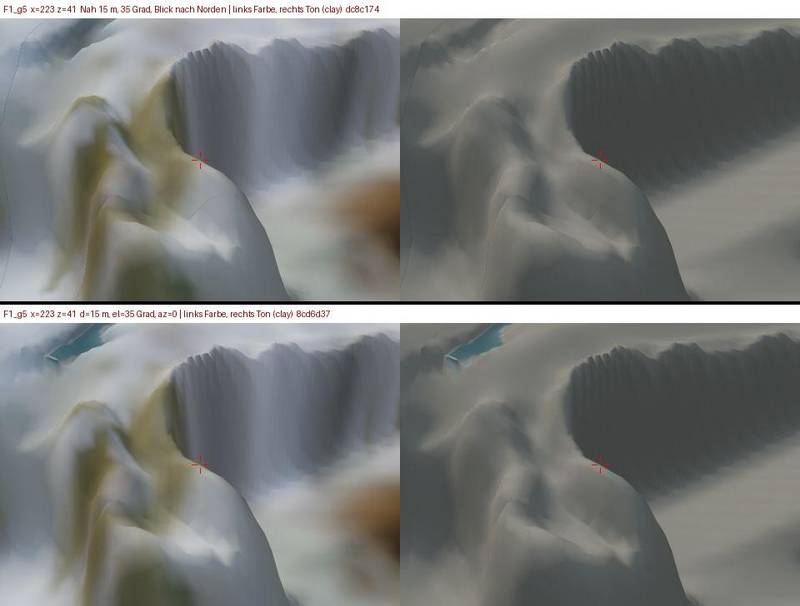 F1_g5 x=223 z=41 Nah 15 m, 35 Grad, Blick nach Norden | links Farbe, rechts Ton (clay) dc8c174
F1_g5 x=223 z=41 d=15 m, el=35 Grad, az=0 | links Farbe, rechts Ton (clay) 8cd6d37